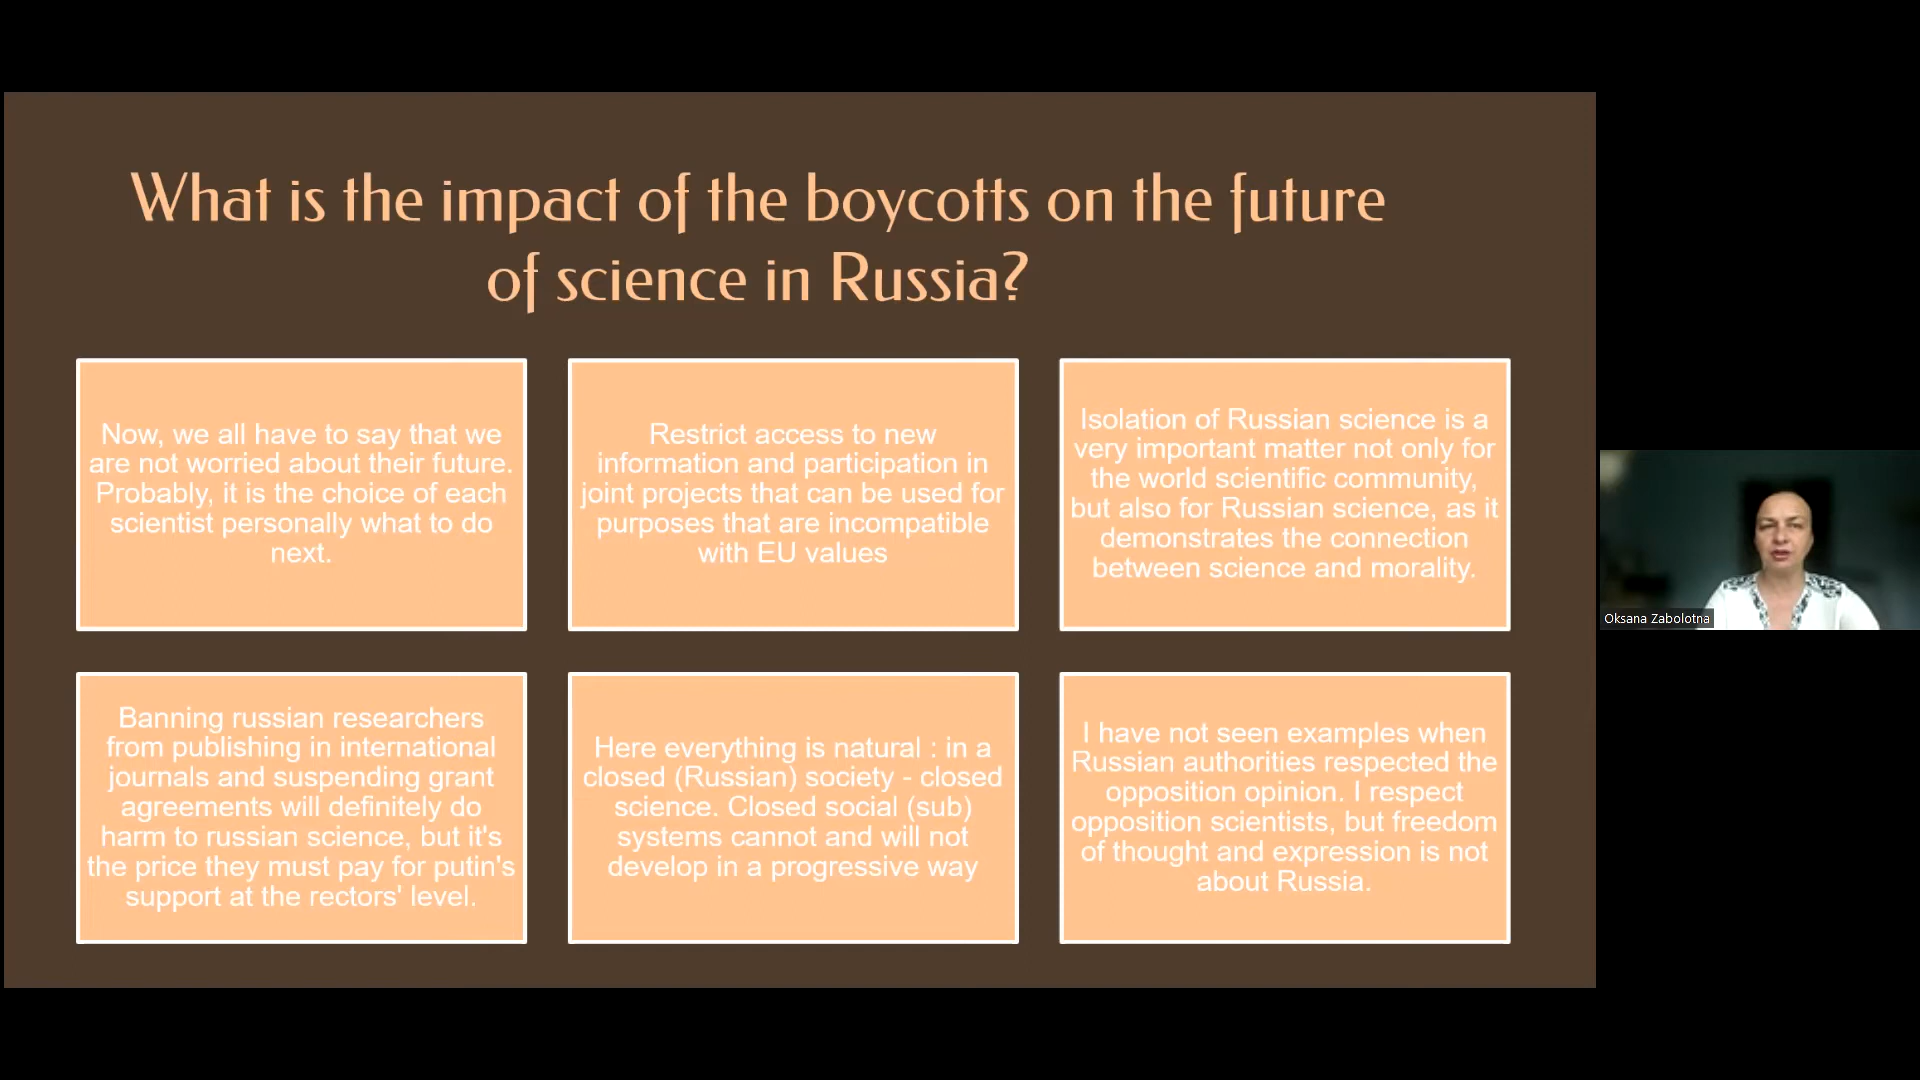 What is the impact of the boycotts on the future
of science in Russia?
Now, we all have to say that we
are not worried about their future.
Probably, it is the choice of each
scientist personally what to do
next.
Restrict access to new
information and participation in
joint projects that can be used for
purposes that are incompatible
with EU values
Isolation of Russian science is a
very important matter not only for
the world scientific community,
but also for Russian science, as it
demonstrates the connection
between science and morality.
Banning russian researchers
from publishing in international
journals and suspending grant
agreements will definitely do
harm to russian science, but it's
the price they must pay for putin's
support at the rectors' level.
Here everything is natural : in a
closed (Russian) society - closed
science. Closed social (sub)
systems cannot and will not
develop in a progressive way
I have not seen examples when
Russian authorities respected the
opposition opinion. I respect
opposition scientists, but freedom
of thought and expression is not
about Russia.
Oksana Zabolotna